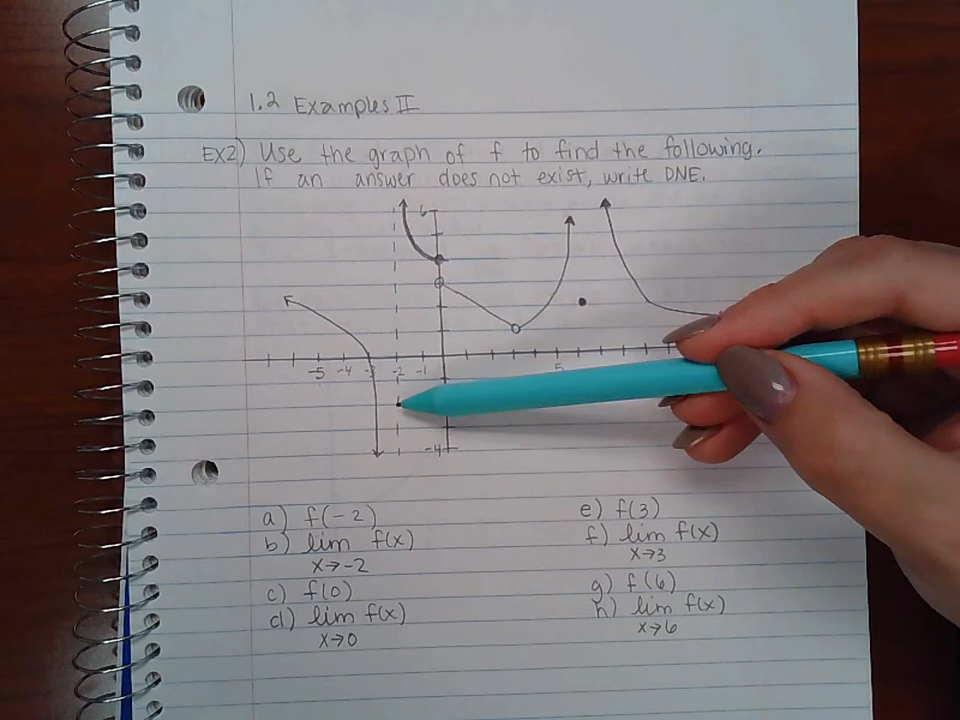 1.2 Examples II
Ex2) Use the graph of f to find the following.
If an answer does not exist, write DNE.
6
-5 -4 -3 -2 -1 5
-4
a) f(-2)
b) lim f(x)
x→-2
c) f(0)
d) lim f(x)
x→0
e) f(3)
f) lim f(x)
x→3
g) f(6)
h) lim f(x)
x→6